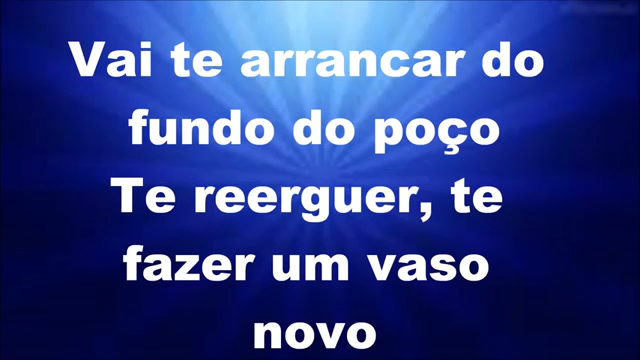 Vai te arrancar do
fundo do poço
Te reerguer, te
fazer um vaso
novo